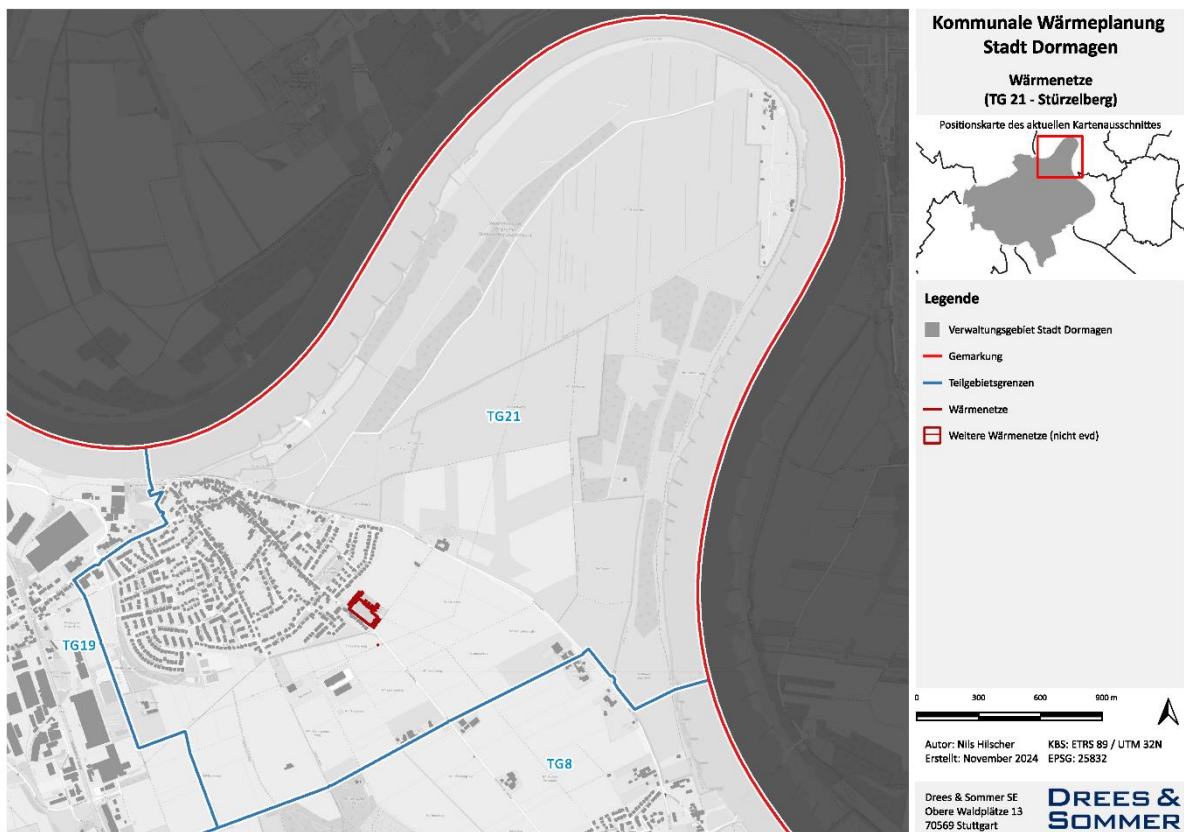 Kommunale Wärmeplanung
Stadt Dormagen
Wärmenetze
(TG 21 - Stürzelberg)
Positionskarte des aktuellen Kartenausschnittes
Legende
Verwaltungsgebiet Stadt Dormagen
Gemarkung
Teilgebietsgrenzen
Wärmenetze
Weitere Wärmenetze (nicht evd)
TG21
TG19
TG8
0 300 600 900 m
Autor: Nils Hilscher KBS: ETRS 89 / UTM 32N
Erstellt: November 2024 EPSG: 25832
Drees & Sommer SE
Obere Waldplätze 13
70569 Stuttgart
DREES &
SOMMER